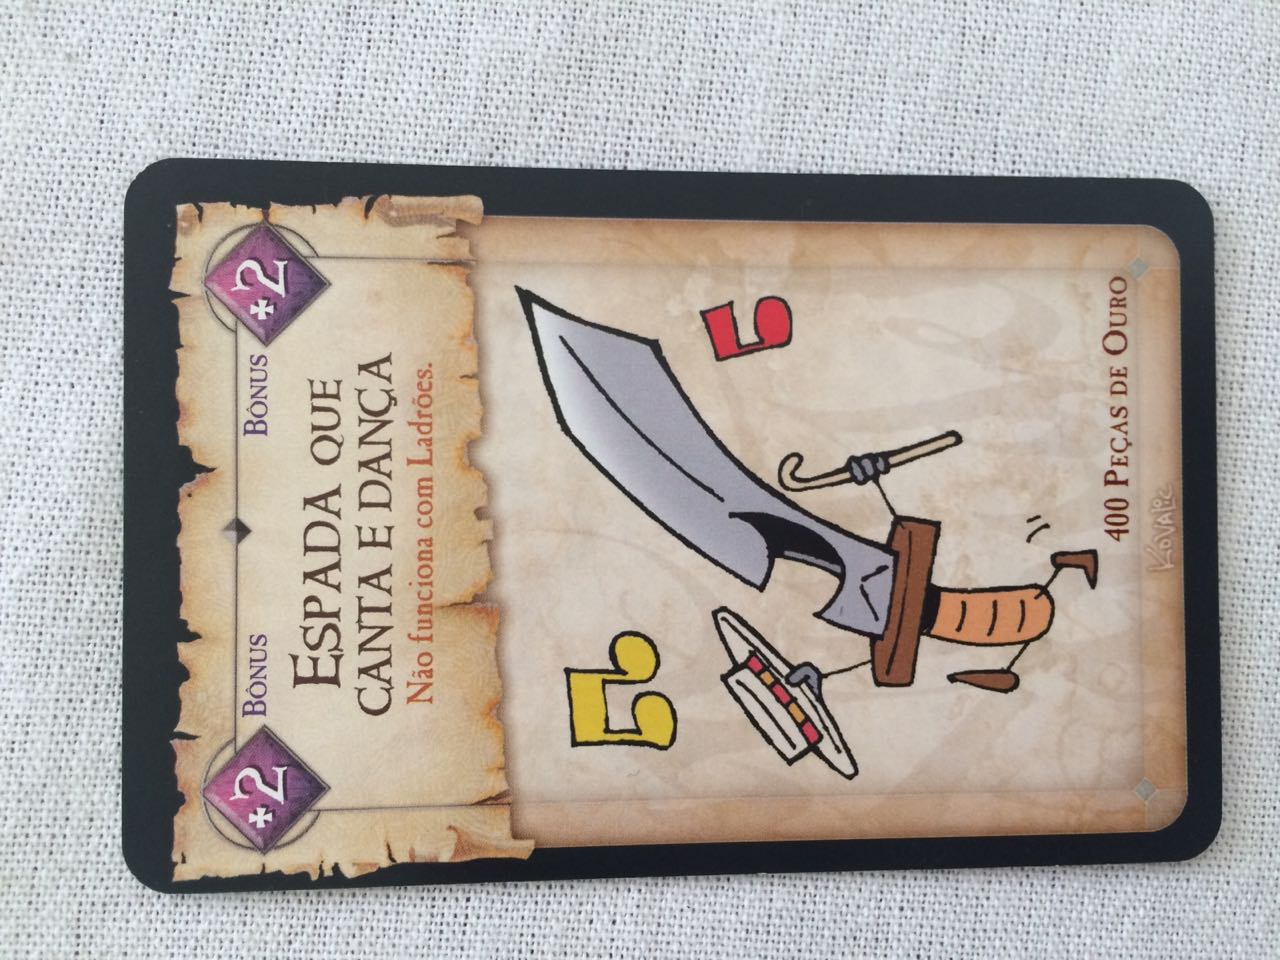 +2 BÔNUS BÔNUS +2
ESPADA QUE
CANTA E DANÇA
Não funciona com Ladrões.
400 PEÇAS DE OURO
KOVALIC